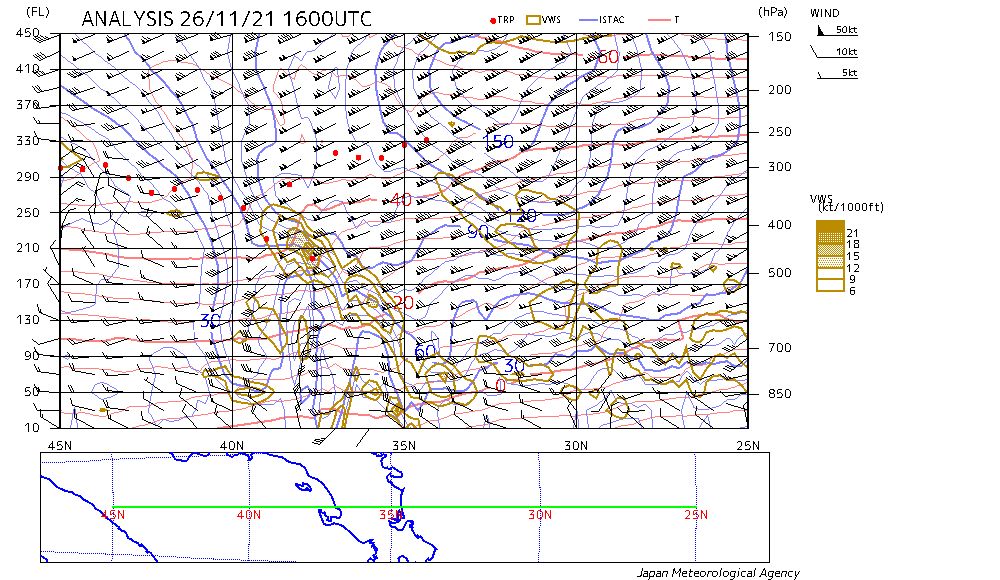 (FL) ANALYSIS 26/11/21 1600UTC TRP VWS ISTAC T (hPa) WIND
450 150
50kt
60
410 10kt
5kt
370 200
330 150 250
290 300
VWS
(kt/1000ft)
40
250 120 400
90 21
18
210 15
500 12
170 9
20 6
130 30
60 700
90 30
0
50 850
10
45N 40N 35N 30N 25N
45N 40N 35N 30N 25N
Japan Meteorological Agency